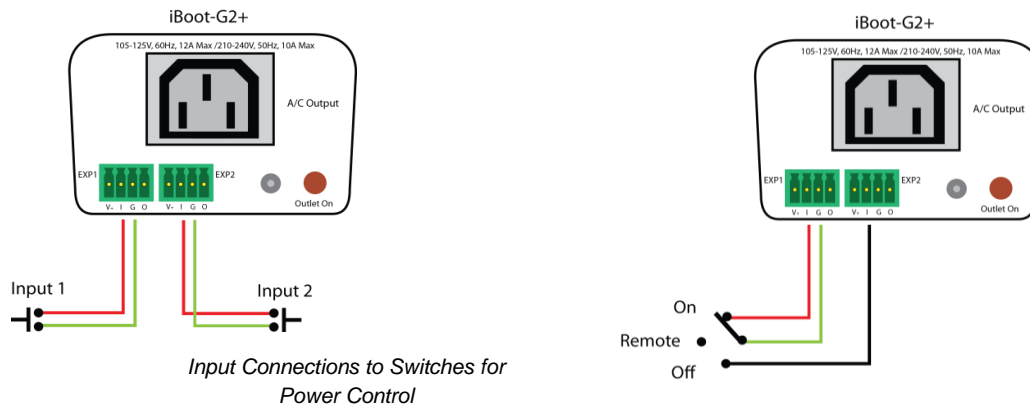 iBoot-G2+
105-125V, 60Hz, 12A Max /210-240V, 50Hz, 10A Max
A/C Output
EXP1
EXP2
V+ I G O
V+ I G O
Outlet On
Input 1
Input 2
Input Connections to Switches for
Power Control
iBoot-G2+
105-125V, 60Hz, 12A Max /210-240V, 50Hz, 10A Max
A/C Output
EXP1
EXP2
V+ I G O
V+ I G O
Outlet On
On
Remote
Off